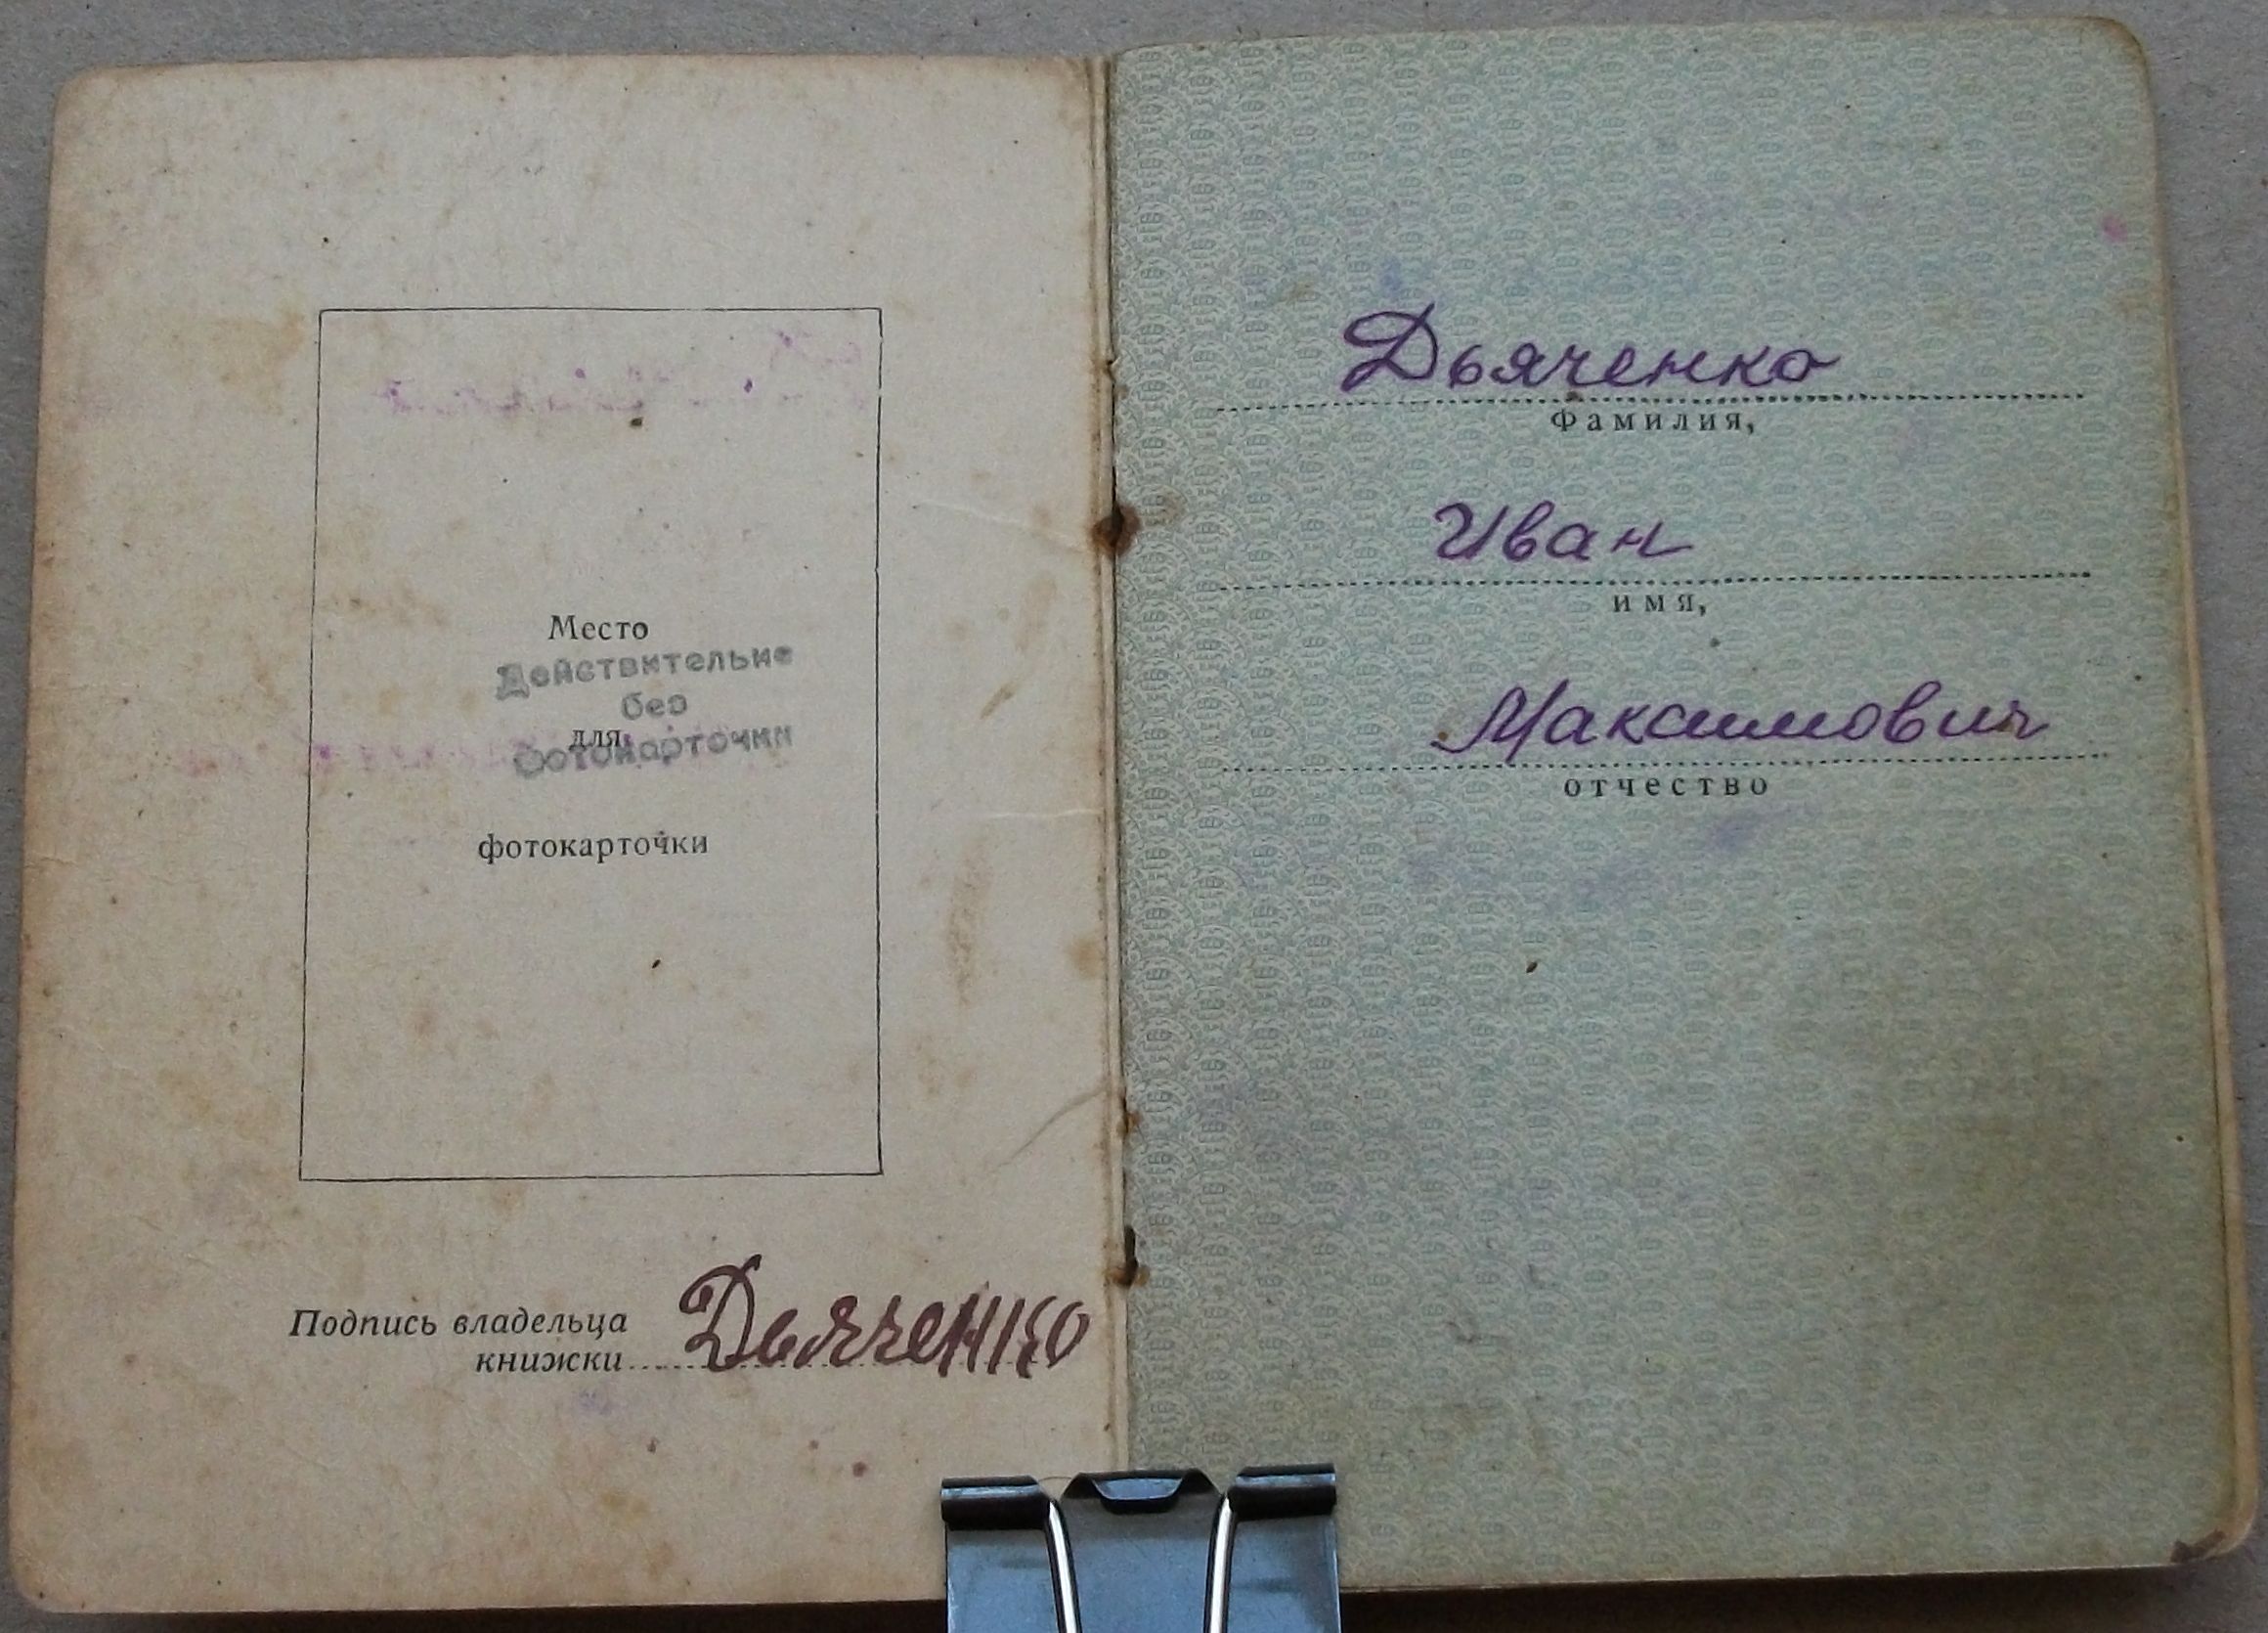 Место
Действительно
без
для
фотокарточки
фотокарточки
Подпись владельца
книжки Дьяченко
Дьяченко
Фамилия,
Иван
имя,
Максимович
отчество